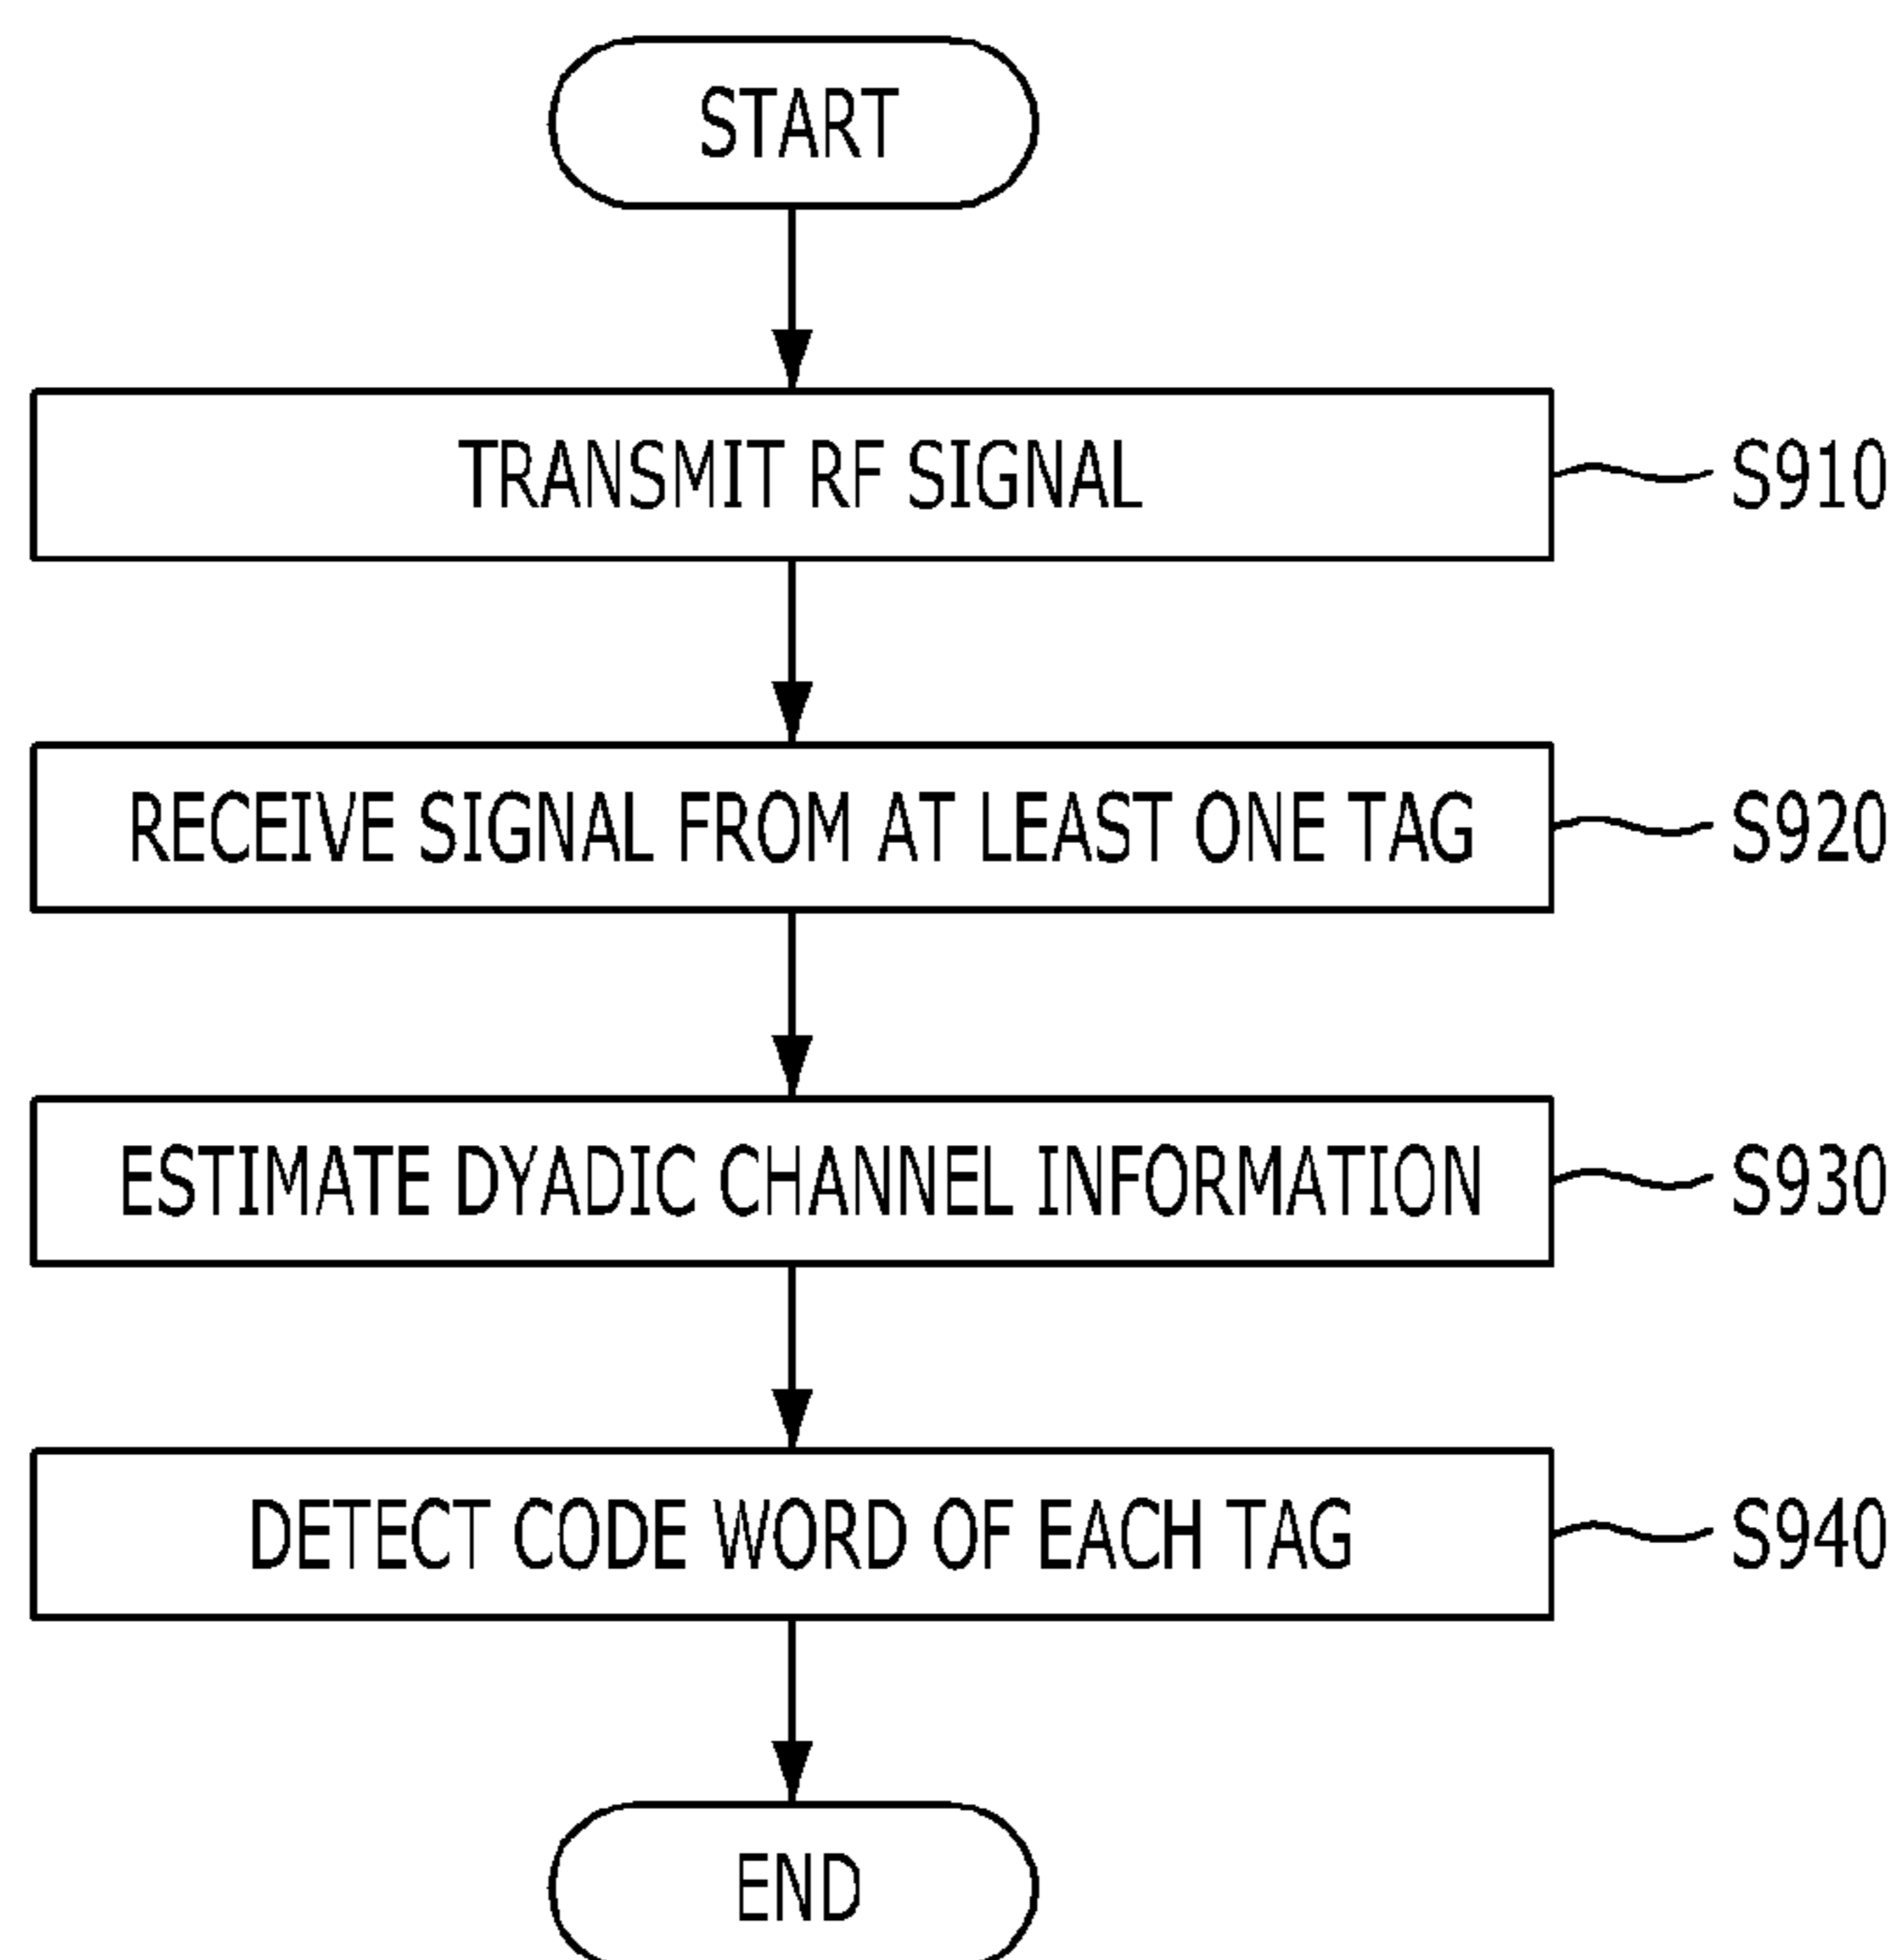 START
TRANSMIT RF SIGNAL
S910
RECEIVE SIGNAL FROM AT LEAST ONE TAG
S920
ESTIMATE DYADIC CHANNEL INFORMATION
S930
DETECT CODE WORD OF EACH TAG
S940
END